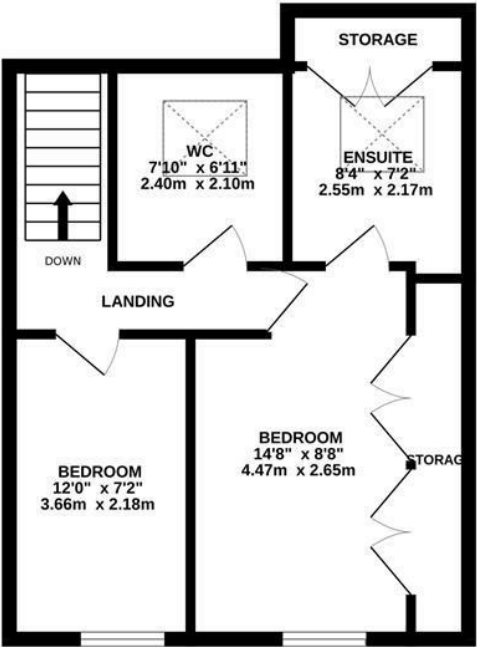 STORAGE
WC
7'10" x 6'11"
2.40m x 2.10m
ENSUITE
8'4" x 7'2"
2.55m x 2.17m
DOWN
LANDING
BEDROOM
14'8" x 8'8"
4.47m x 2.65m
STORAG
BEDROOM
12'0" x 7'2"
3.66m x 2.18m